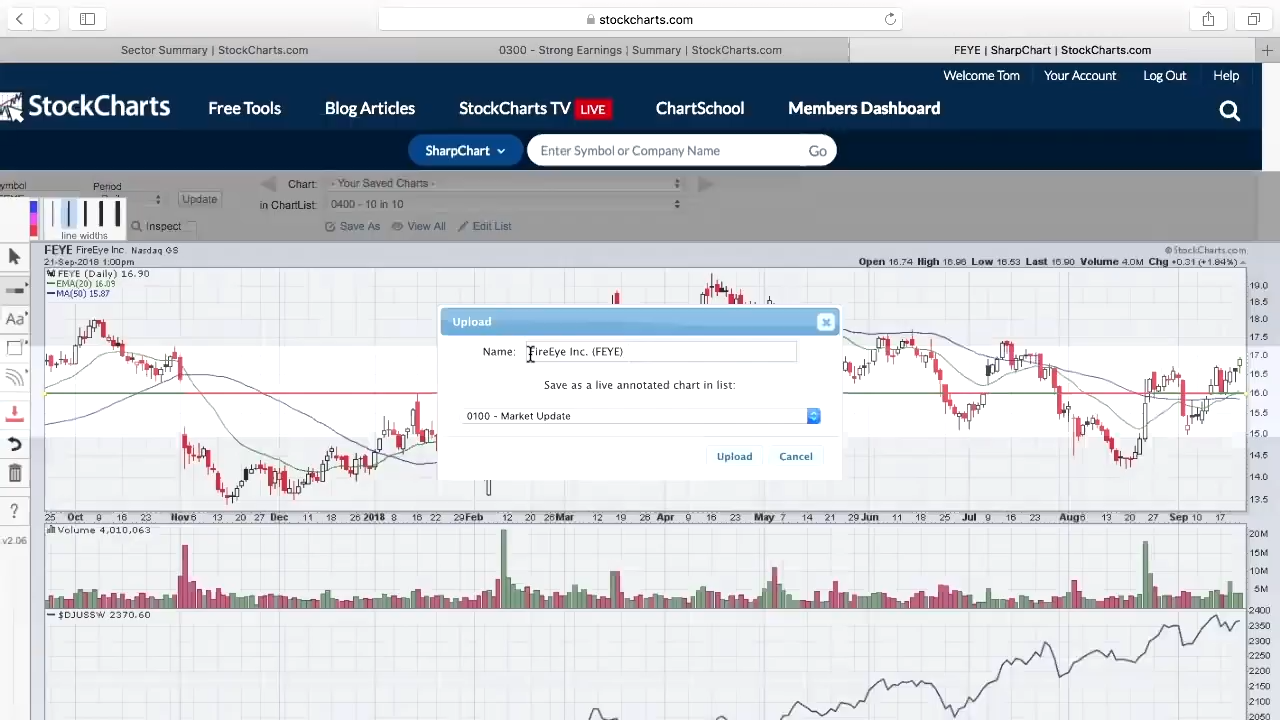 stockcharts.com
Sector Summary | StockCharts.com
0300 - Strong Earnings | Summary | StockCharts.com
FEYE | SharpChart | StockCharts.com
Welcome Tom Your Account Log Out Help
StockCharts Free Tools Blog Articles StockCharts TV LIVE ChartSchool Members Dashboard
SharpChart Enter Symbol or Company Name Go
Period
Update
Chart: - Your Saved Charts -
in ChartList: 0400 - 10 in 10
Inspect Save As View All Edit List
line widths
FEYE FireEye Inc. Nasdaq GS © StockCharts.com
21-Sep-2018 1:00pm Open 16.74 High 16.96 Low 16.53 Last 16.90 Volume 4.0M Chg +0.31 (+1.84%)
FEYE (Daily) 16.90
EMA(20) 16.09
MA(50) 15.87
19.0
18.5
18.0
17.5
17.0
16.5
16.0
15.5
15.0
14.5
14.0
13.5
Aa
Upload
Name: FireEye Inc. (FEYE)
Save as a live annotated chart in list:
0100 - Market Update
Upload Cancel
?
v2.06
25 Oct 9 16 23 Nov 6 13 20 27 Dec 11 18 2018 8 16 22 29 Feb 12 20 26 Mar 12 19 26 Apr 9 16 23 May 7 14 21 29 Jun 11 18 25 Jul 9 16 23 Aug 6 13 20 27 Sep 10 17
Volume 4,010,063
20M
15M
10M
5M
$DJUSSW 2370.60
2400
2350
2300
2250
2200
2150
2100
2050